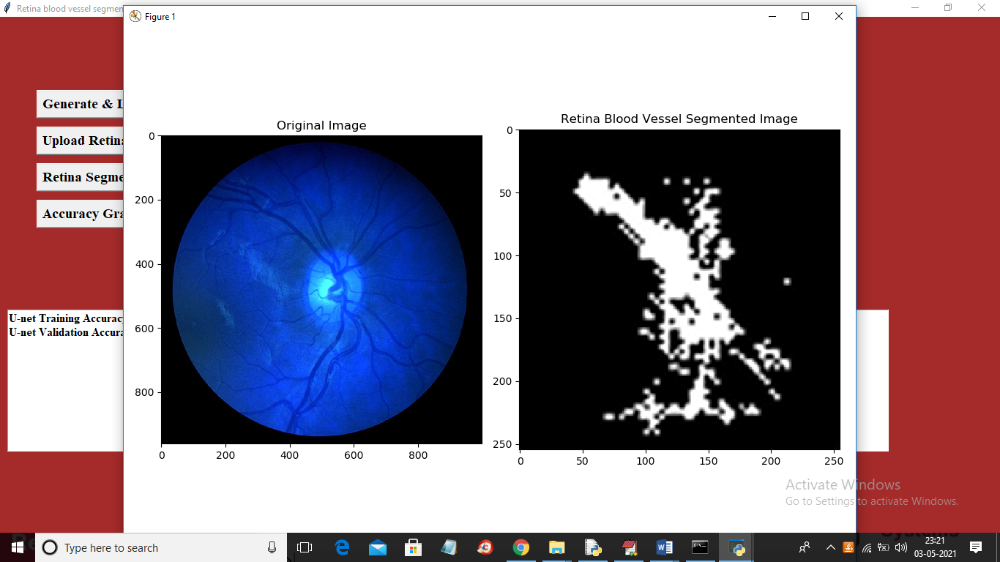 Retina blood vessel segmen
Figure 1
Generate & L
Upload Retina
Retina Segme
Accuracy Gra
U-net Training Accuracy
U-net Validation Accura
Original Image
0
200
400
600
800
0 200 400 600 800
Retina Blood Vessel Segmented Image
0
50
100
150
200
250
0 50 100 150 200 250
Activate Windows
Go to Settings to activate Windows.
Type here to search
23:21
03-05-2021